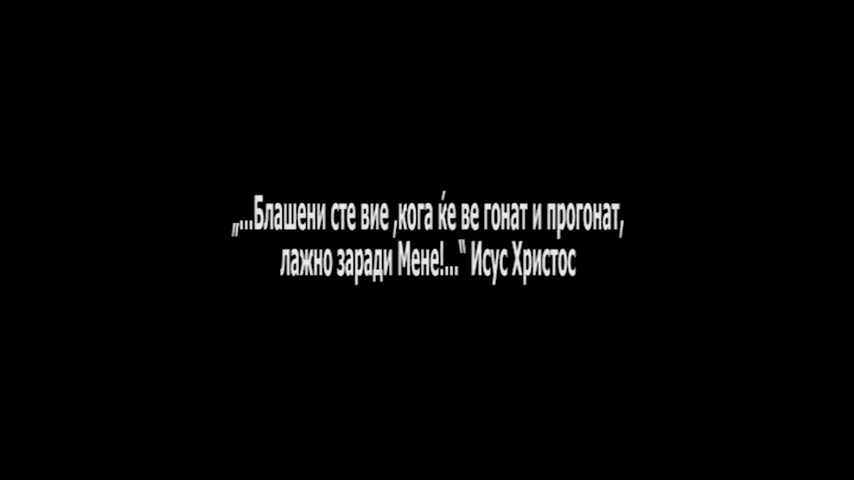 „...Блашени сте вие ,кога ќе ве гонат и прогонат,
лажно заради Мене!...‟ Исус Христос